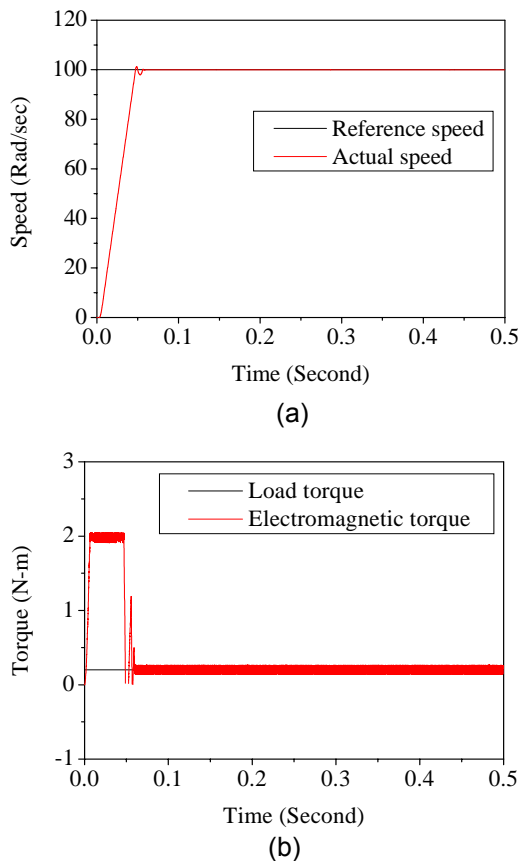 120
100
80
60
40
20
0
Speed (Rad/sec)
Reference speed
Actual speed
0.0 0.1 0.2 0.3 0.4 0.5
Time (Second)
(a)
3
2
1
0
-1
Torque (N-m)
Load torque
Electromagnetic torque
0.0 0.1 0.2 0.3 0.4 0.5
Time (Second)
(b)